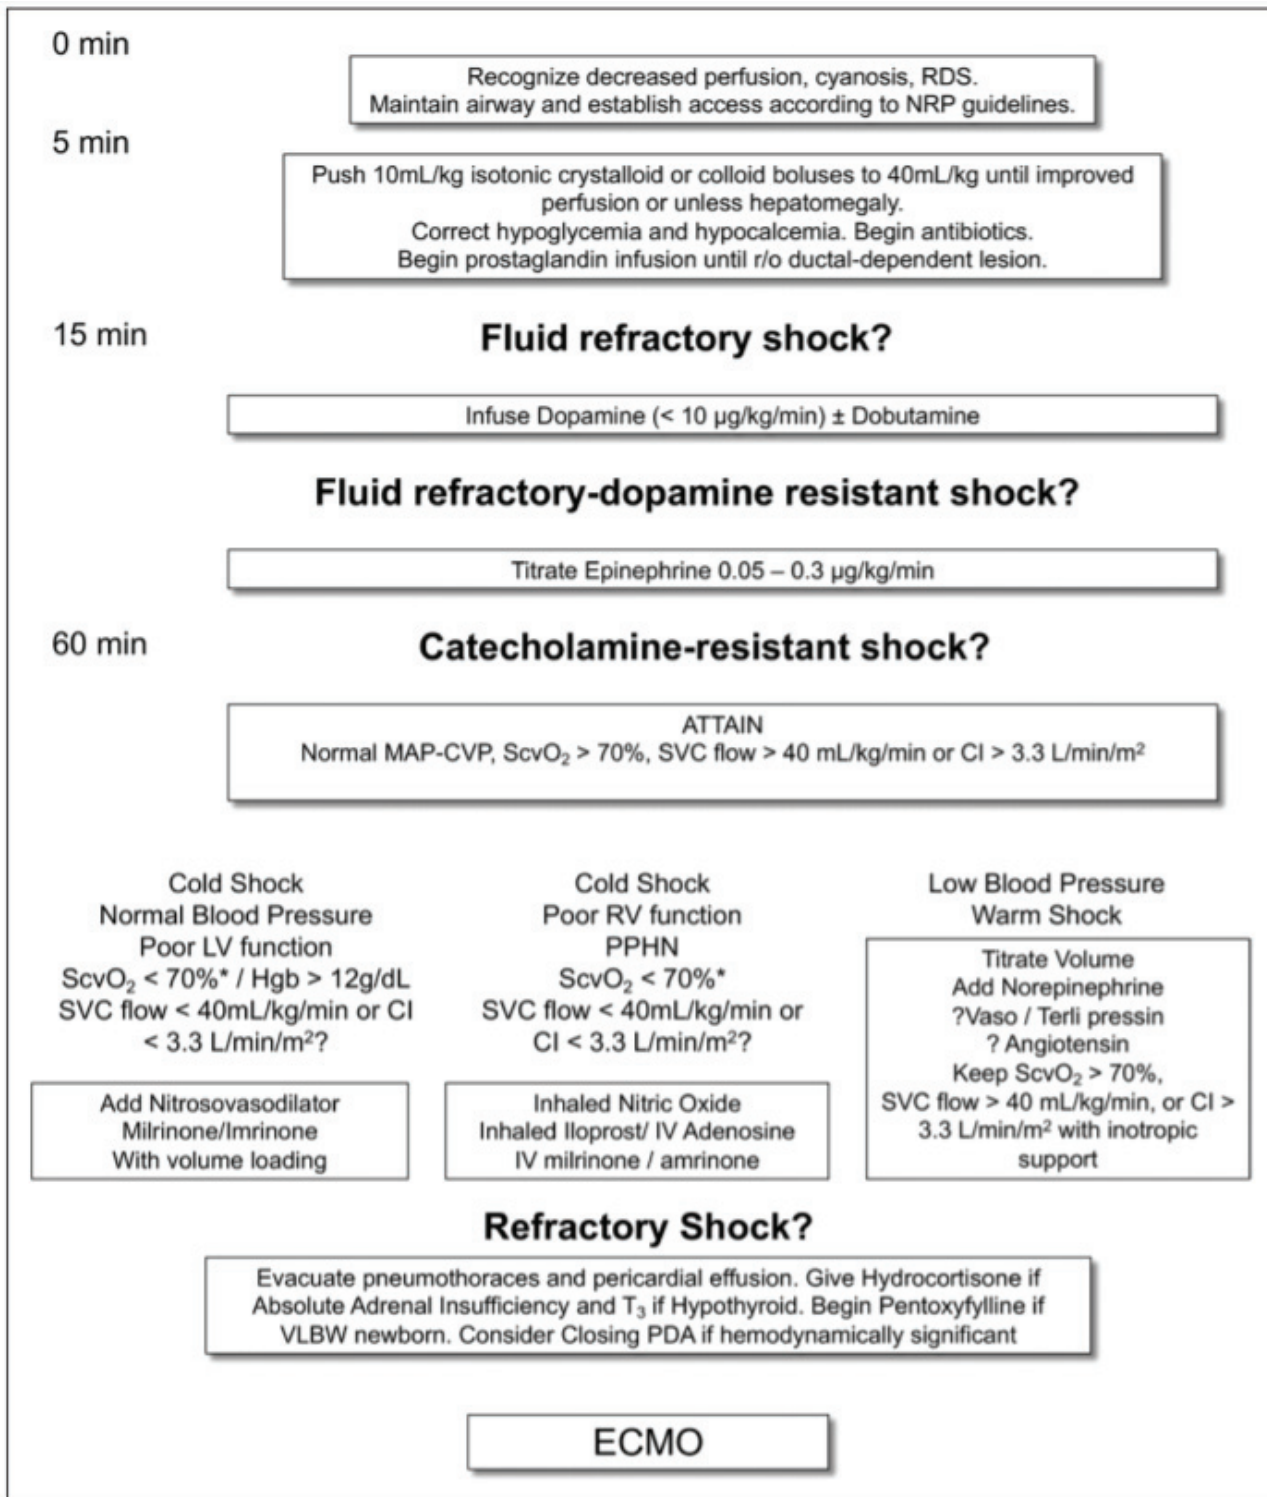 0 min
Recognize decreased perfusion, cyanosis, RDS.
Maintain airway and establish access according to NRP guidelines.
5 min
Push 10mL/kg isotonic crystalloid or colloid boluses to 40mL/kg until improved
perfusion or unless hepatomegaly.
Correct hypoglycemia and hypocalcemia. Begin antibiotics.
Begin prostaglandin infusion until r/o ductal-dependent lesion.
15 min
Fluid refractory shock?
Infuse Dopamine (< 10 µg/kg/min) ± Dobutamine
Fluid refractory-dopamine resistant shock?
Titrate Epinephrine 0.05 – 0.3 µg/kg/min
60 min
Catecholamine-resistant shock?
ATTAIN
Normal MAP-CVP, ScvO₂ > 70%, SVC flow > 40 mL/kg/min or CI > 3.3 L/min/m²
Cold Shock
Normal Blood Pressure
Poor LV function
ScvO₂ < 70%* / Hgb > 12g/dL
SVC flow < 40mL/kg/min or CI
< 3.3 L/min/m²?
Add Nitrosovasodilator
Milrinone/Imrinone
With volume loading
Cold Shock
Poor RV function
PPHN
ScvO₂ < 70%*
SVC flow < 40mL/kg/min or
CI < 3.3 L/min/m²?
Inhaled Nitric Oxide
Inhaled Iloprost/ IV Adenosine
IV milrinone / amrinone
Low Blood Pressure
Warm Shock
Titrate Volume
Add Norepinephrine
?Vaso / Terli pressin
? Angiotensin
Keep ScvO₂ > 70%,
SVC flow > 40 mL/kg/min, or CI >
3.3 L/min/m² with inotropic
support
Refractory Shock?
Evacuate pneumothoraces and pericardial effusion. Give Hydrocortisone if
Absolute Adrenal Insufficiency and T₃ if Hypothyroid. Begin Pentoxyfylline if
VLBW newborn. Consider Closing PDA if hemodynamically significant
ECMO